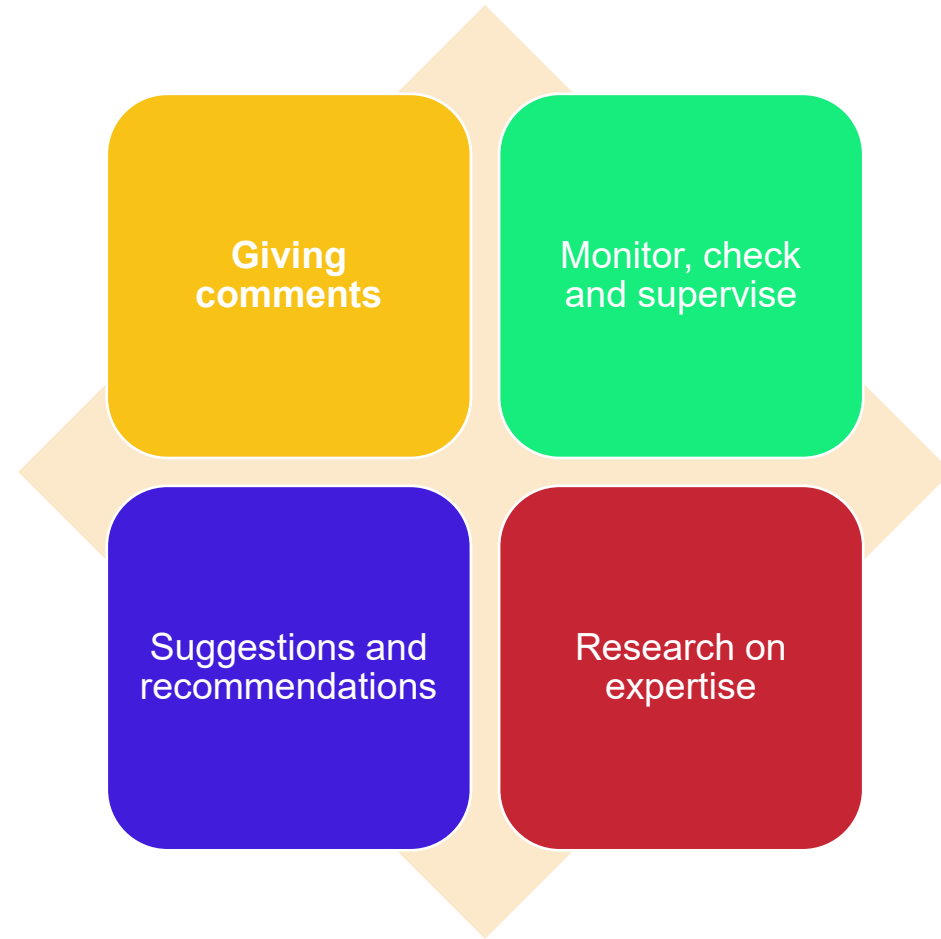 Giving
comments
Monitor, check
and supervise
Suggestions and
recommendations
Research on
expertise